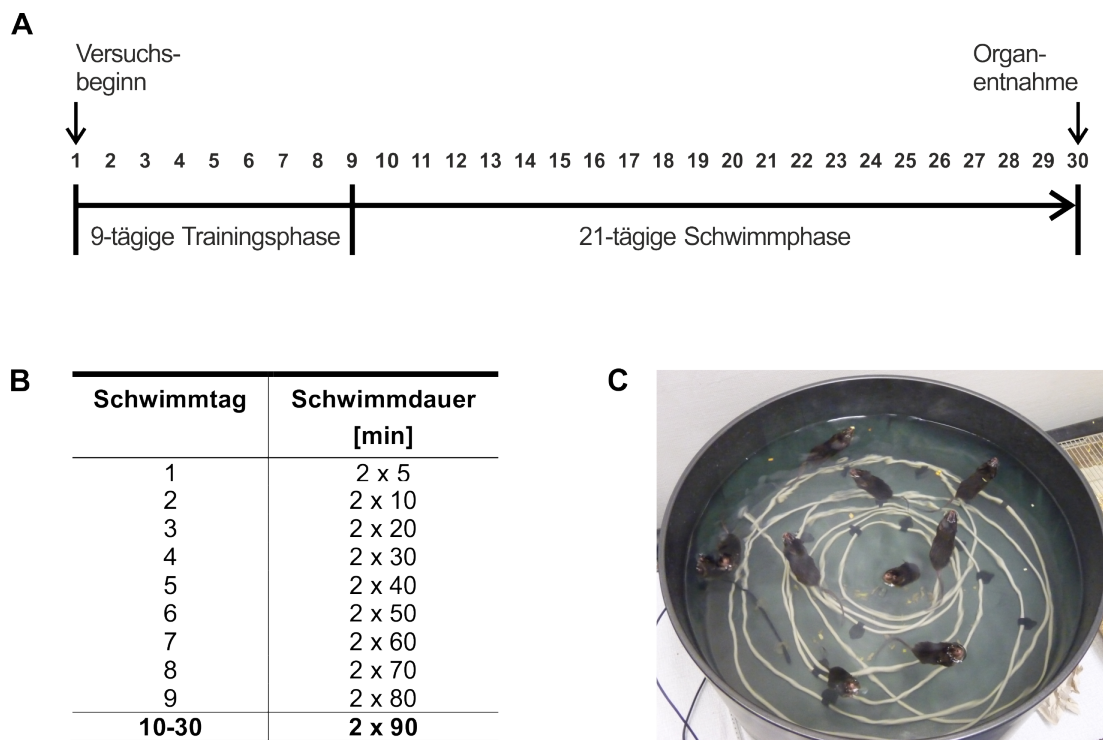 A
Versuchs-
beginn
Organ-
entnahme
1 2 3 4 5 6 7 8 9 10 11 12 13 14 15 16 17 18 19 20 21 22 23 24 25 26 27 28 29 30
9-tägige Trainingsphase
21-tägige Schwimmphase
B
Schwimmtag Schwimmdauer
[min]
1 2 x 5
2 2 x 10
3 2 x 20
4 2 x 30
5 2 x 40
6 2 x 50
7 2 x 60
8 2 x 70
9 2 x 80
10-30 2 x 90
C